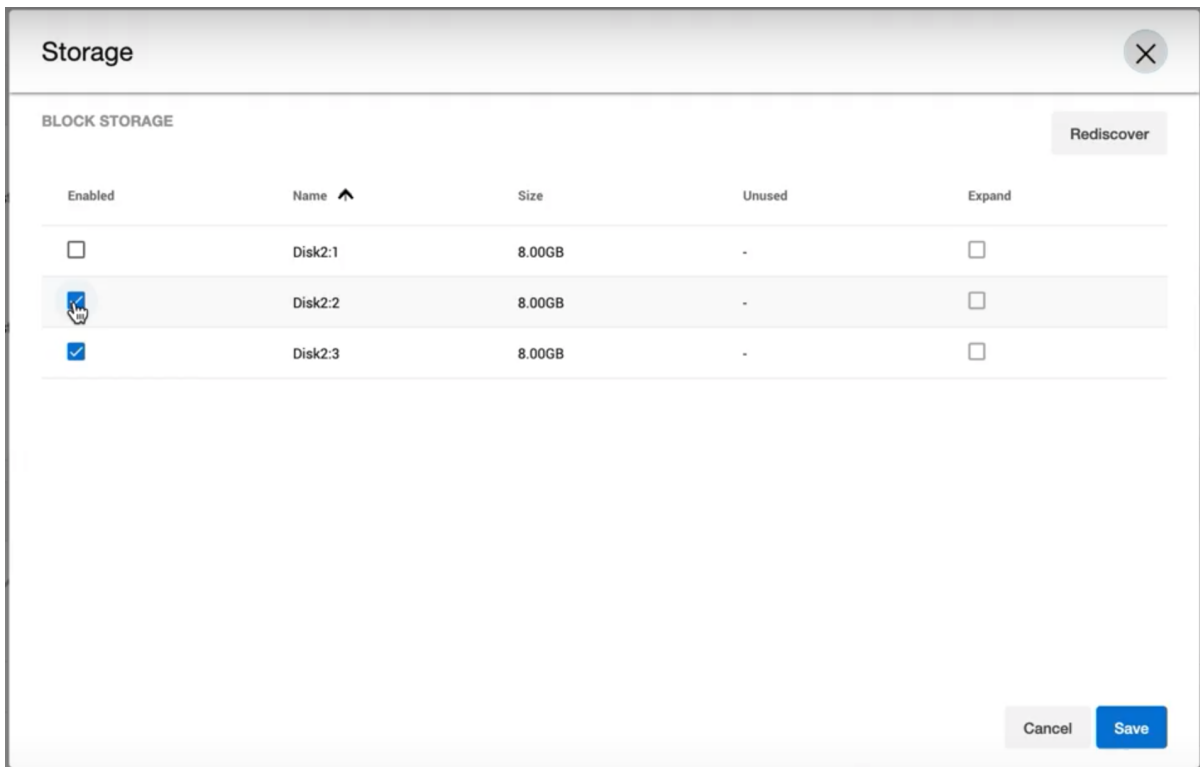 Storage
BLOCK STORAGE
Rediscover
Enabled Name Size Unused Expand
Disk2:1 8.00GB -
Disk2:2 8.00GB -
Disk2:3 8.00GB -
Cancel Save